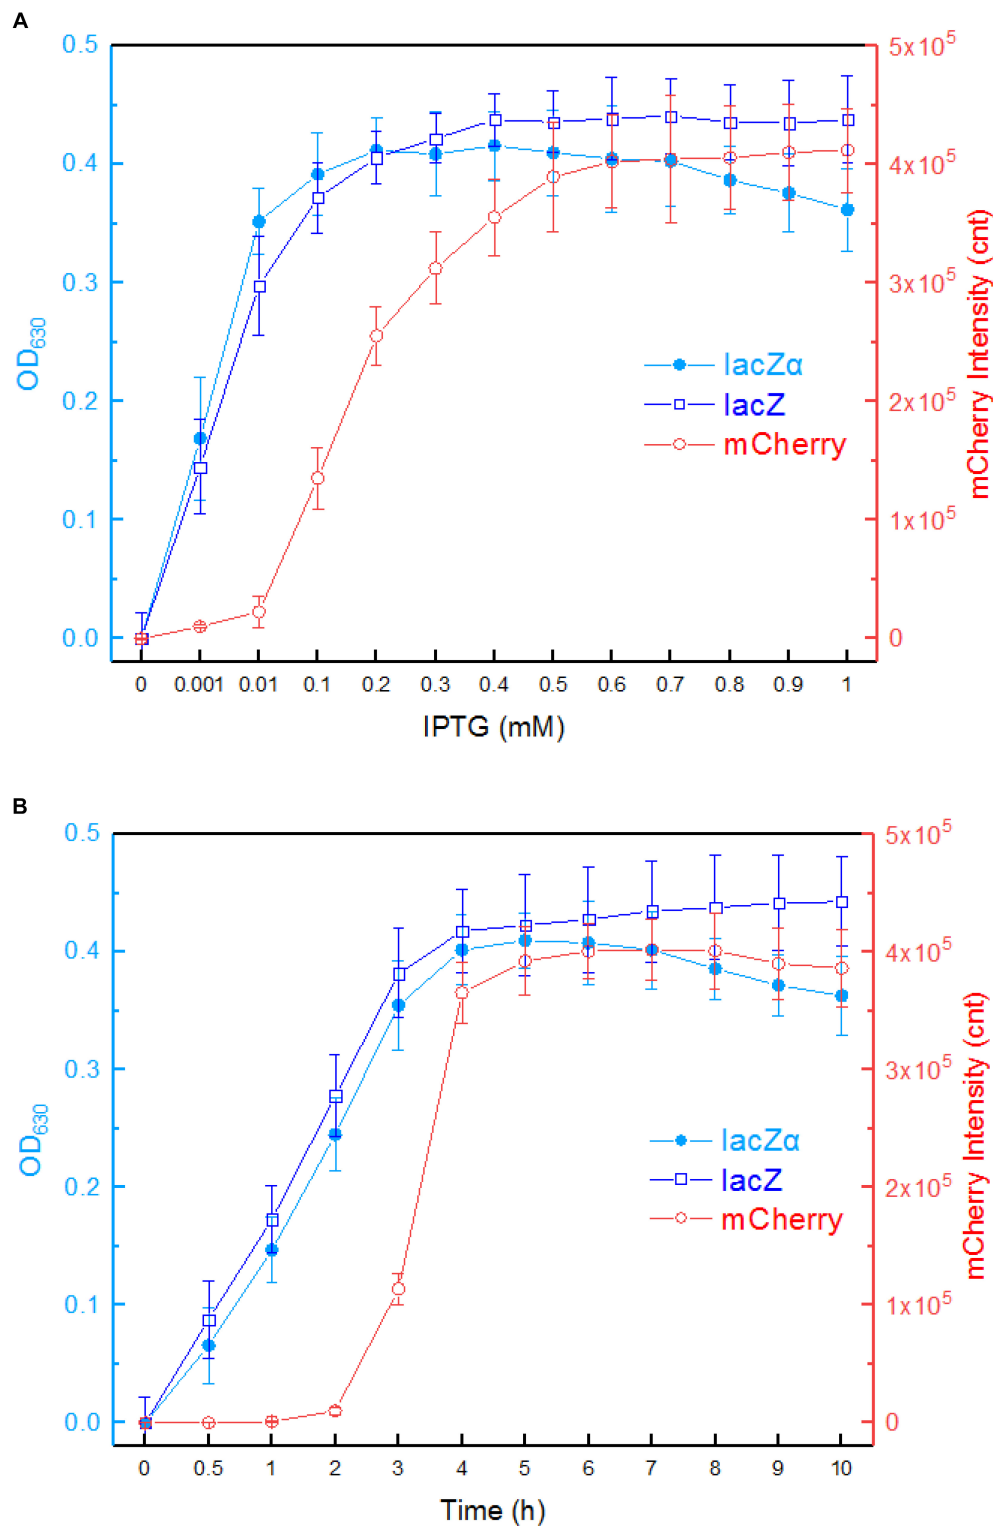 A
0.5
0.4
0.3
0.2
0.1
0.0
OD630
5x10^5
4x10^5
3x10^5
2x10^5
1x10^5
0
mCherry Intensity (cnt)
lacZα
lacZ
mCherry
0 0.001 0.01 0.1 0.2 0.3 0.4 0.5 0.6 0.7 0.8 0.9 1
IPTG (mM)
B
0.5
0.4
0.3
0.2
0.1
0.0
OD630
5x10^5
4x10^5
3x10^5
2x10^5
1x10^5
0
mCherry Intensity (cnt)
lacZα
lacZ
mCherry
0 0.5 1 2 3 4 5 6 7 8 9 10
Time (h)